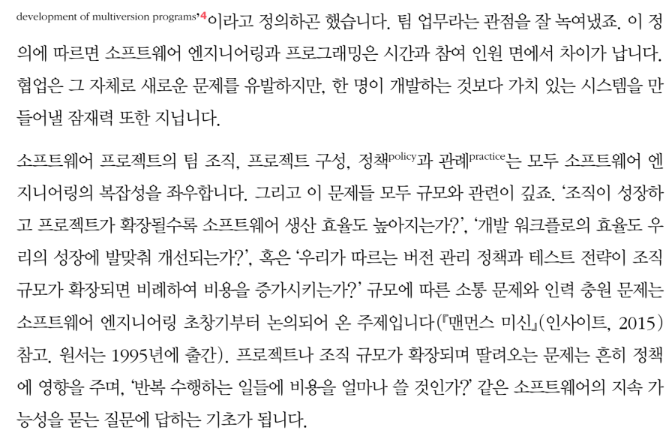 development of multiversion programs’4이라고 정의하곤 했습니다. 팀 업무라는 관점을 잘 녹여냈죠. 이 정
의에 따르면 소프트웨어 엔지니어링과 프로그래밍은 시간과 참여 인원 면에서 차이가 납니다.
협업은 그 자체로 새로운 문제를 유발하지만, 한 명이 개발하는 것보다 가치 있는 시스템을 만
들어낼 잠재력 또한 지닙니다.
소프트웨어 프로젝트의 팀 조직, 프로젝트 구성, 정책policy과 관례practice는 모두 소프트웨어 엔
지니어링의 복잡성을 좌우합니다. 그리고 이 문제들 모두 규모와 관련이 깊죠. ‘조직이 성장하
고 프로젝트가 확장될수록 소프트웨어 생산 효율도 높아지는가?’, ‘개발 워크플로의 효율도 우
리의 성장에 발맞춰 개선되는가?’, 혹은 ‘우리가 따르는 버전 관리 정책과 테스트 전략이 조직
규모가 확장되면 비례하여 비용을 증가시키는가?’ 규모에 따른 소통 문제와 인력 충원 문제는
소프트웨어 엔지니어링 초창기부터 논의되어 온 주제입니다(『맨먼스 미신』(인사이트, 2015)
참고. 원서는 1995년에 출간). 프로젝트나 조직 규모가 확장되며 딸려오는 문제는 흔히 정책
에 영향을 주며, ‘반복 수행하는 일들에 비용을 얼마나 쓸 것인가?’ 같은 소프트웨어의 지속 가
능성을 묻는 질문에 답하는 기초가 됩니다.